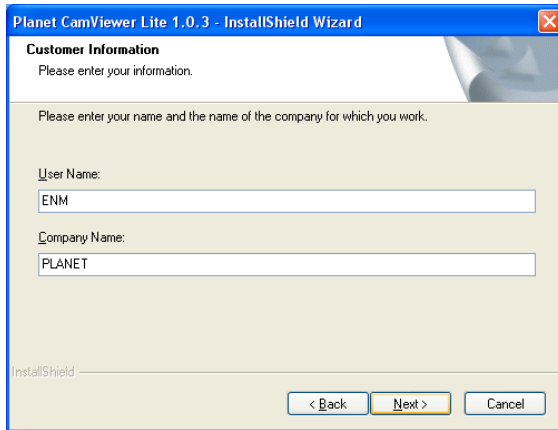 Planet CamViewer Lite 1.0.3 - InstallShield Wizard
Customer Information
Please enter your information.
Please enter your name and the name of the company for which you work.
User Name:
ENM
Company Name:
PLANET
InstallShield
< Back Next > Cancel